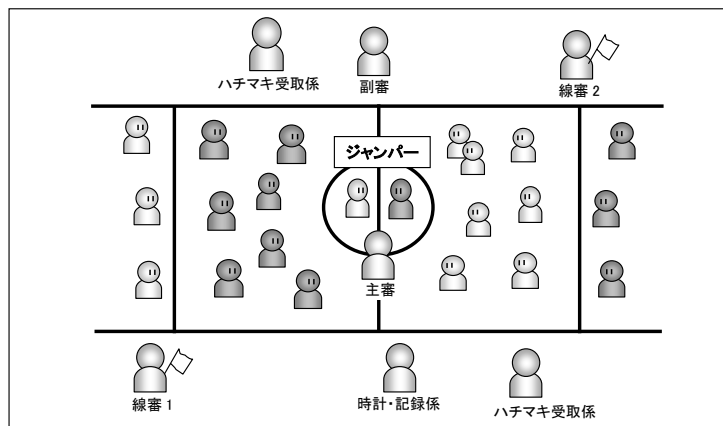 ハチマキ受取係
副審
線審2
ジャンパー
主審
線審1
時計・記録係
ハチマキ受取係